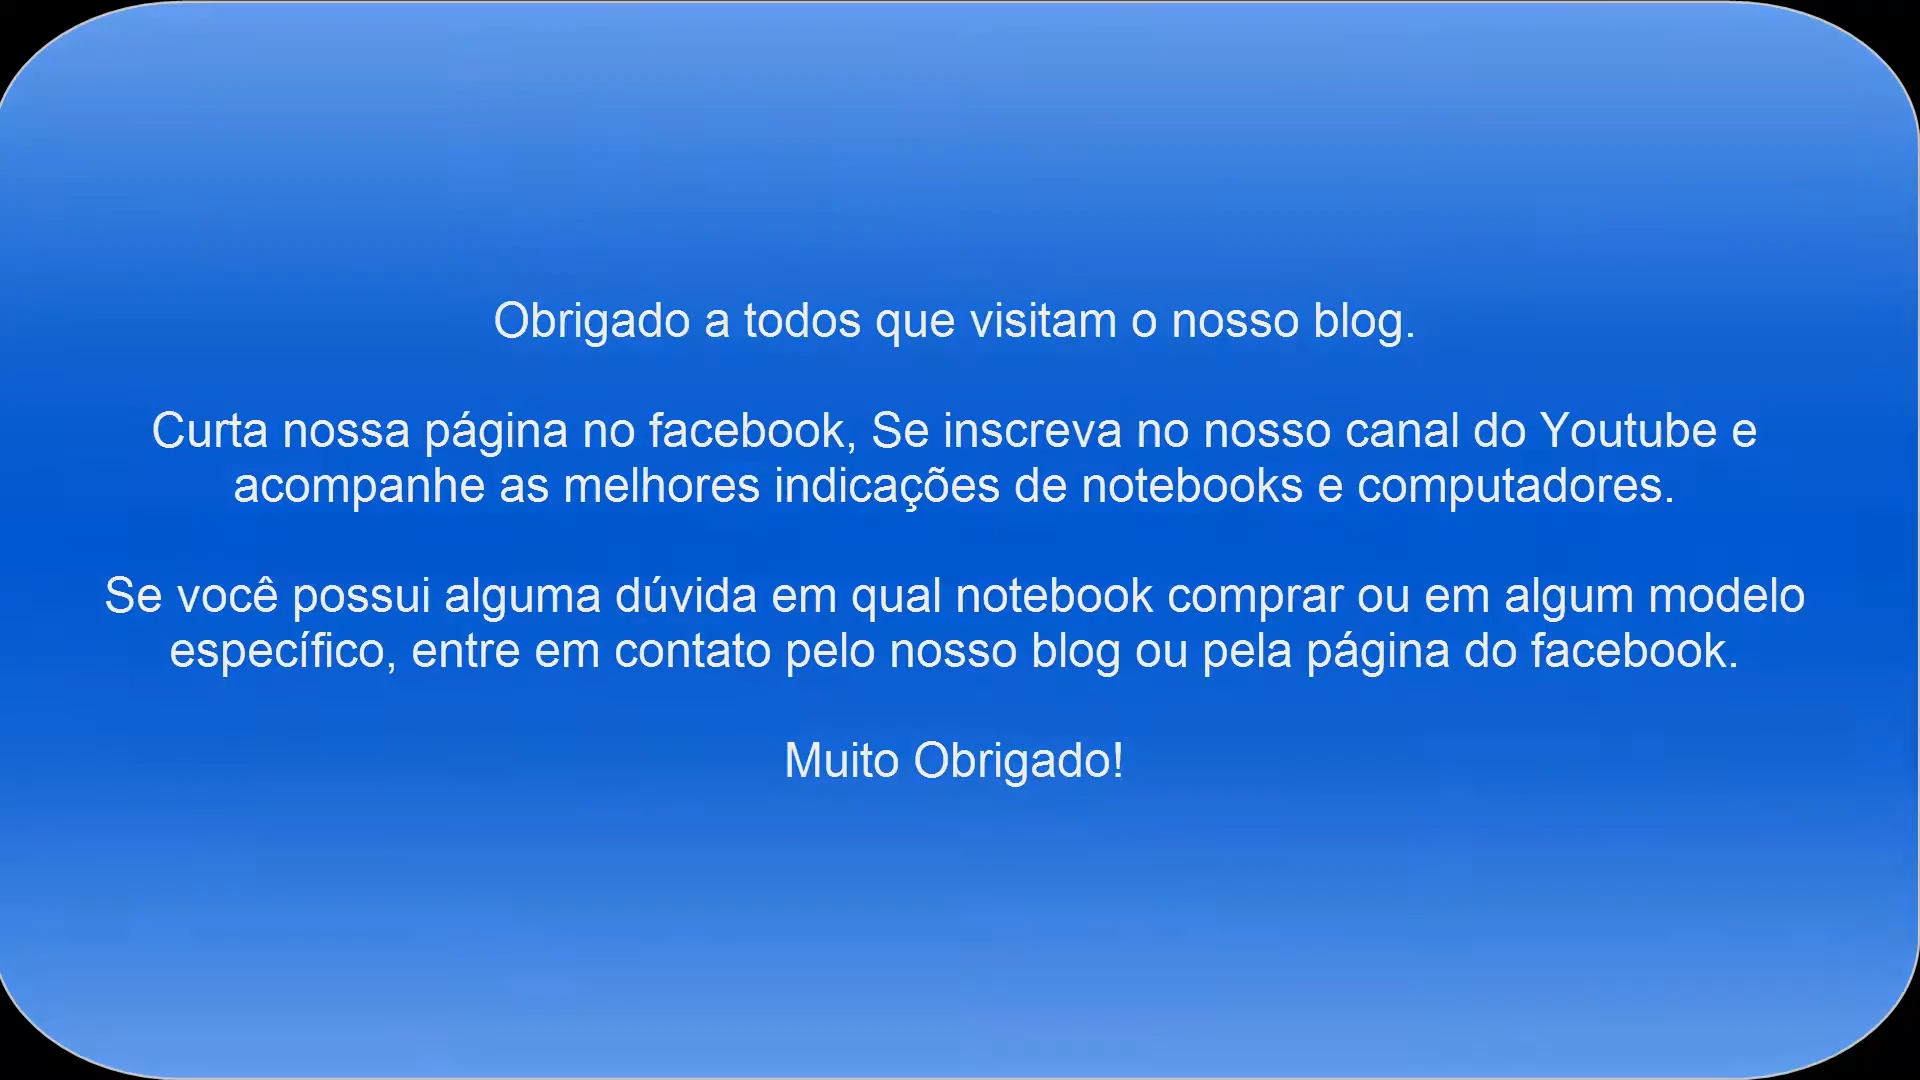 Obrigado a todos que visitam o nosso blog.
Curta nossa página no facebook, Se inscreva no nosso canal do Youtube e
acompanhe as melhores indicações de notebooks e computadores.
Se você possui alguma dúvida em qual notebook comprar ou em algum modelo
específico, entre em contato pelo nosso blog ou pela página do facebook.
Muito Obrigado!